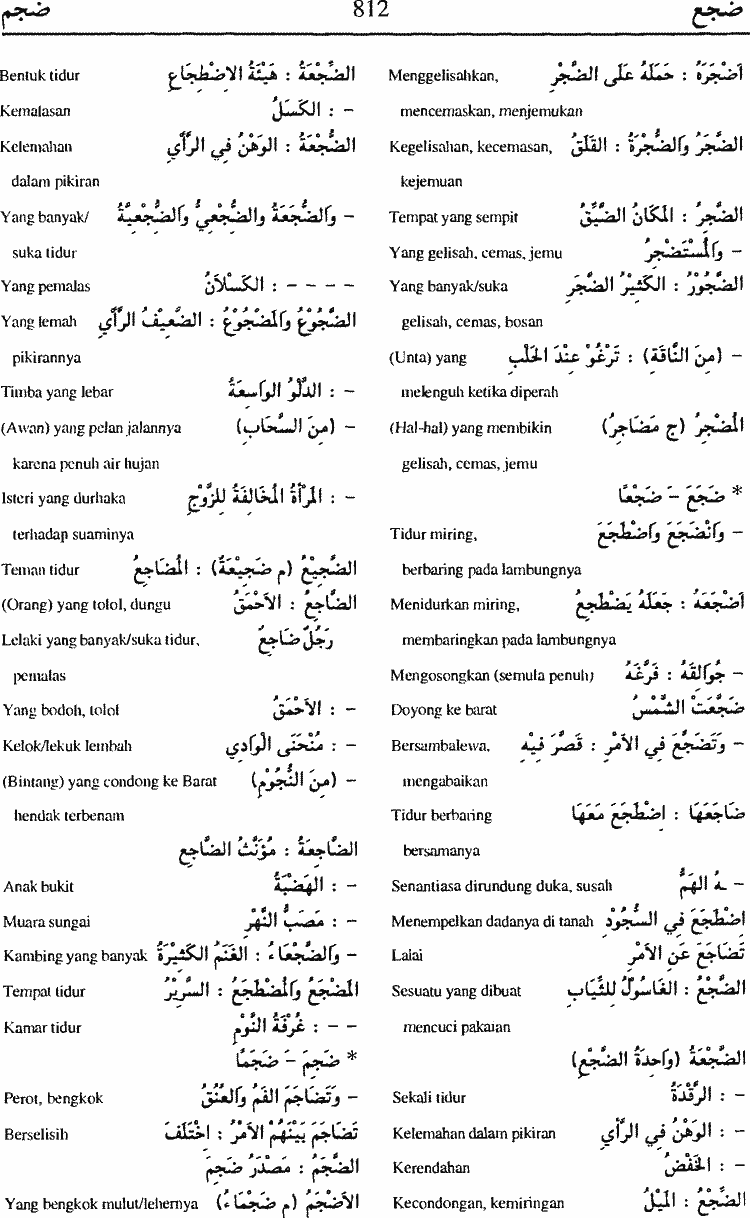 ضجع 812 ضجم
أَضْجَرَهُ : حَمَلَهُ عَلَى الضَّجْرِ Menggelisahkan,
mencemaskan, menjemukan
الضَّجَرُ وَالضُّجْرَةُ : القَلَقُ Kegelisahan, kecemasan,
kejemuan
الضَّجِرُ : المَكَانُ الضَّيِّقُ Tempat yang sempit
– وَالْمُسْتَضْجِرُ Yang gelisah, cemas, jemu
الضَّجُوْرُ : الكَثِيْرُ الضَّجَرِ Yang banyak/suka
gelisah, cemas, bosan
– (مِنَ النَّاقَةِ) : تَرْغُو عِنْدَ الحَلْبِ (Unta) yang
melenguh ketika diperah
المُضْجِرُ (ج مَضَاجِرُ) (Hal-hal) yang membikin
gelisah, cemas, jemu
* ضَجَعَ – ضَجْعًا
– وَانْضَجَعَ وَاضْطَجَعَ Tidur miring,
berbaring pada lambungnya
أَضْجَعَهُ : جَعَلَهُ يَضْطَجِعُ Menidurkan miring,
membaringkan pada lambungnya
– جُوَالِقَهُ : فَرَّغَهُ Mengosongkan (semula penuh)
ضَجَّعَتْ الشَّمْسُ Doyong ke barat
– وَتَضَجَّعَ فِي الأَمْرِ : قَصَّرَ فِيْهِ Bersambalewa,
mengabaikan
ضَاجَعَهَا : اضْطَجَعَ مَعَهَا Tidur berbaring
bersamanya
– ـهُ الهَمُّ Senantiasa dirundung duka, susah
اضْطَجَعَ فِي السُّجُوْدِ Menempelkan dadanya di tanah
تَضَاجَعَ عَنِ الأَمْرِ Lalai
الضَّجْعُ : الغَاسُوْلُ لِلثِّيَابِ Sesuatu yang dibuat
mencuci pakaian
الضَّجْعَةُ (وَاحِدَةُ الضَّجْعِ)
– : الرَّقْدَةُ Sekali tidur
– : الوَهْنُ فِي الرَّأْيِ Kelemahan dalam pikiran
– : الخَفْضُ Kerendahan
الضَّجْعُ : المَيْلُ Kecondongan, kemiringan
الضِّجْعَةُ : هَيْئَةُ الاِضْطِجَاعِ Bentuk tidur
– : الكَسَلُ Kemalasan
الضُّجْعَةُ : الوَهْنُ فِي الرَّأْيِ Kelemahan
dalam pikiran
– وَالضُّجَعَةُ وَالضُّجْعِيُّ وَالضُّجْعِيَّةُ Yang banyak/
suka tidur
– – – – : الكَسْلاَنُ Yang pemalas
الضَّجُوْعُ وَالمَضْجُوْعُ : الضَّعِيْفُ الرَّأْيِ Yang lemah
pikirannya
– : الدَّلْوُ الوَاسِعَةُ Timba yang lebar
– (مِنَ السَّحَابِ) (Awan) yang pelan jalannya
karena penuh air hujan
– : المَرْأَةُ المُخَالِفَةُ لِلزَّوْجِ Isteri yang durhaka
terhadap suaminya
الضَّجِيْعُ (م ضَجِيْعَةٌ) : المُضَاجِعُ Teman tidur
الضَّاجِعُ : الأَحْمَقُ (Orang) yang tolol, dungu
رَجُلٌ ضَاجِعٌ Lelaki yang banyak/suka tidur,
pemalas
– : الأَحْمَقُ Yang bodoh, tolol
– : مُنْحَنَى الْوَادِي Kelok/lekuk lembah
– (مِنَ النُّجُوْمِ) (Bintang) yang condong ke Barat
hendak terbenam
الضَّاجِعَةُ : مُؤَنَّثُ الضَّاجِعِ
– : الهَضْبَةُ Anak bukit
– : مَصَبُّ النَّهْرِ Muara sungai
– وَالضَّجْعَاءُ : الغَنَمُ الكَثِيْرَةُ Kambing yang banyak
المَضْجَعُ وَالمُضْطَجَعُ : السَّرِيْرُ Tempat tidur
– – : غُرْفَةُ النَّوْمِ Kamar tidur
* ضَجِمَ – ضَجَمًا
– وَتَضَاجَمَ الفَمُ وَالعُنُقُ Perot, bengkok
تَضَاجَمَ بَيْنَهُمْ الأَمْرُ : اخْتَلَفَ Berselisih
الضَّجَمُ : مَصْدَرُ ضَجِمَ
الأَضْجَمُ (م ضَجْمَاءُ) Yang bengkok mulut/lehernya